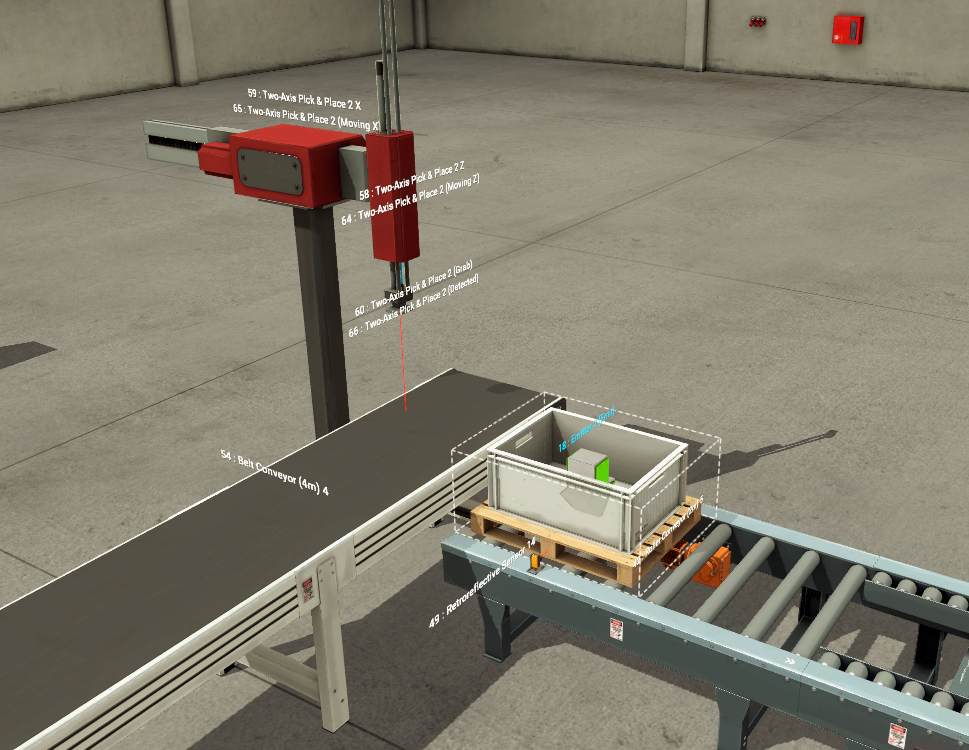 59 : Two-Axis Pick & Place 2 X
65 : Two-Axis Pick & Place 2 (Moving X)
58 : Two-Axis Pick & Place 2 Z
64 : Two-Axis Pick & Place 2 (Moving Z)
60 : Two-Axis Pick & Place 2 (Grab)
66 : Two-Axis Pick & Place 2 (Detected)
54 : Belt Conveyor (4m) 4
49 : Retroreflective Sensor